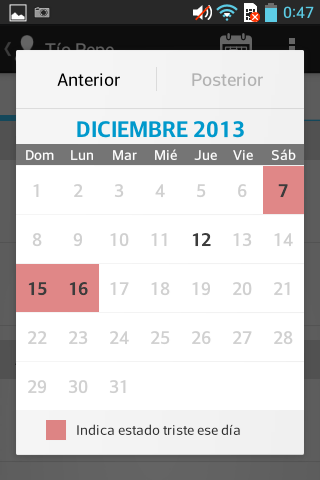 0:47
Tío Pepe
Anterior Posterior
DICIEMBRE 2013
Dom Lun Mar Mié Jue Vie Sáb
1 2 3 4 5 6 7
8 9 10 11 12 13 14
15 16 17 18 19 20 21
22 23 24 25 26 27 28
29 30 31
Indica estado triste ese día